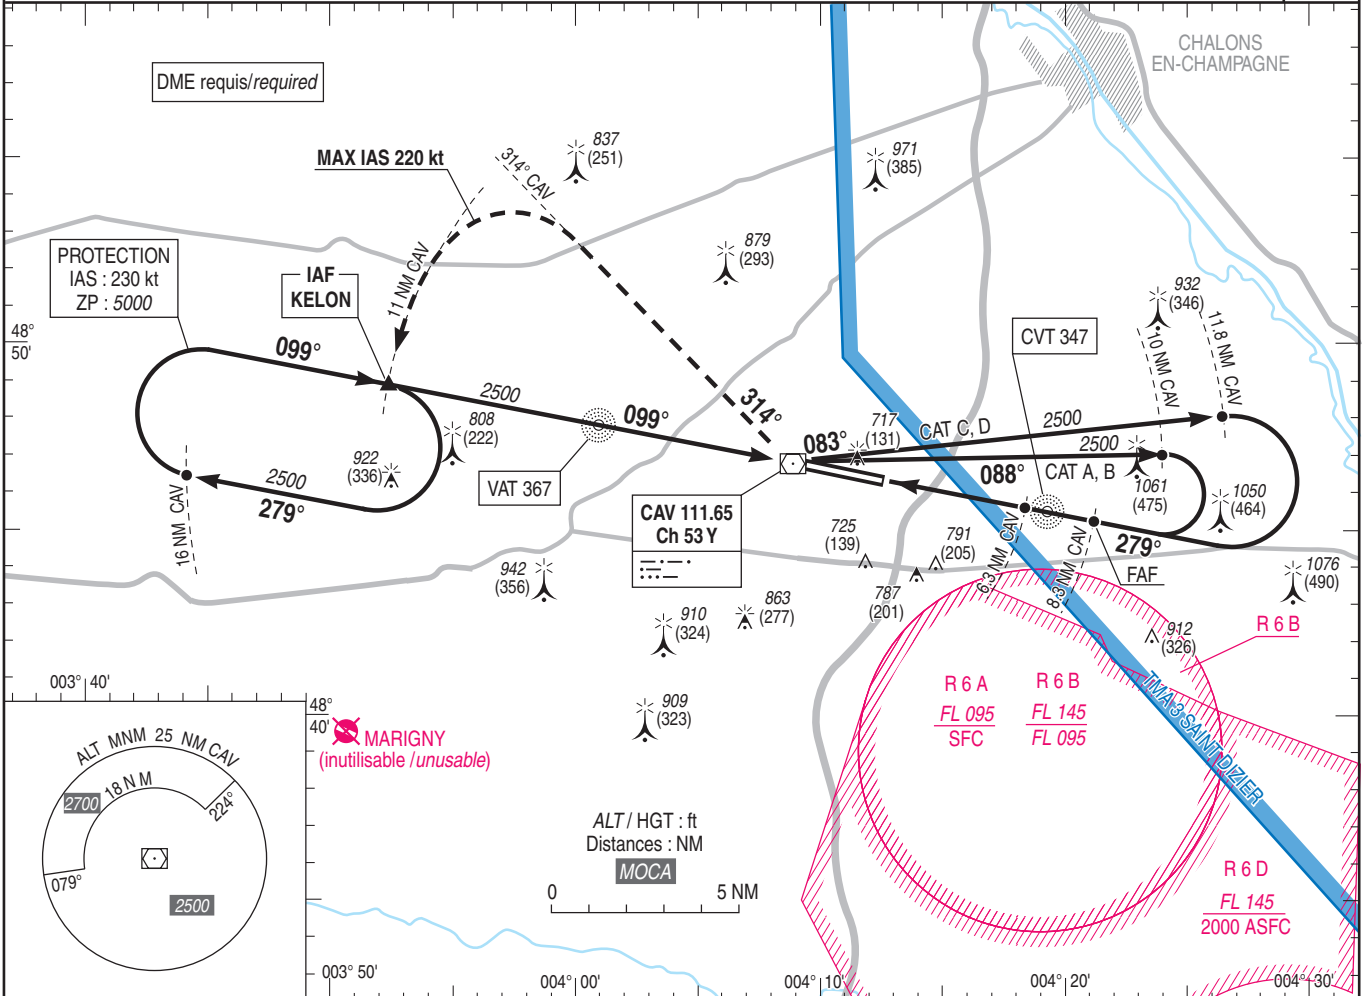 CHALONS
EN-CHAMPAGNE
DME requis/required
MAX IAS 220 kt
314° CAV
837
(251)
971
(385)
11 NM CAV
879
(293)
PROTECTION
IAS : 230 kt
ZP : 5000
IAF
KELON
932
(346)
11.8 NM CAV
10 NM CAV
CVT 347
48°
50'
099°
2500
099°
314°
808
(222)
922
(336)
VAT 367
083°
717
(131)
CAT C, D
2500
2500
088°
CAT A, B
1061
(475)
1050
(464)
2500
279°
16 NM CAV
CAV 111.65
Ch 53 Y
725
(139)
791
(205)
787
(201)
6.3 NM CAV
8.3 NM CAV
279°
FAF
1076
(490)
942
(356)
910
(324)
863
(277)
912
(326)
R 6 B
909
(323)
R 6 A
FL 095
SFC
R 6 B
FL 145
FL 095
TMA 3 SAINT DIZIER
003° 40'
48°
40'
MARIGNY
(inutilisable /unusable)
ALT MNM 25 NM CAV
18 N M
2700
224°
079°
2500
ALT / HGT : ft
Distances : NM
MOCA
0 5 NM
R 6 D
FL 145
2000 ASFC
003° 50'
004° 00'
004° 10'
004° 20'
004° 30'